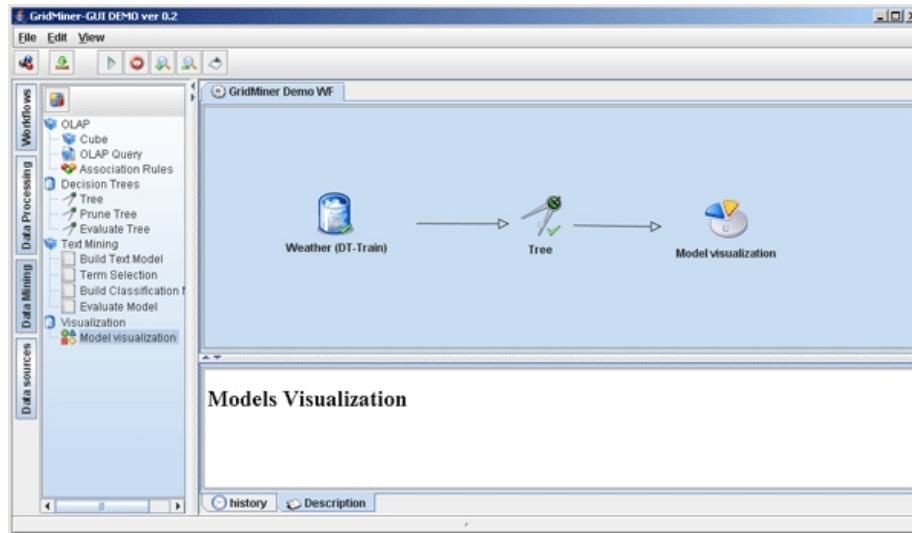 GridMiner-GUI DEMO ver 0.2
File Edit View
Workflows
Data Processing
Data Mining
Data sources
OLAP
Cube
OLAP Query
Association Rules
Decision Trees
Tree
Prune Tree
Evaluate Tree
Text Mining
Build Text Model
Term Selection
Build Classification
Evaluate Model
Visualization
Model visualization
GridMiner Demo WF
Weather (DT-Train)
Tree
Model visualization
Models Visualization
history
Description